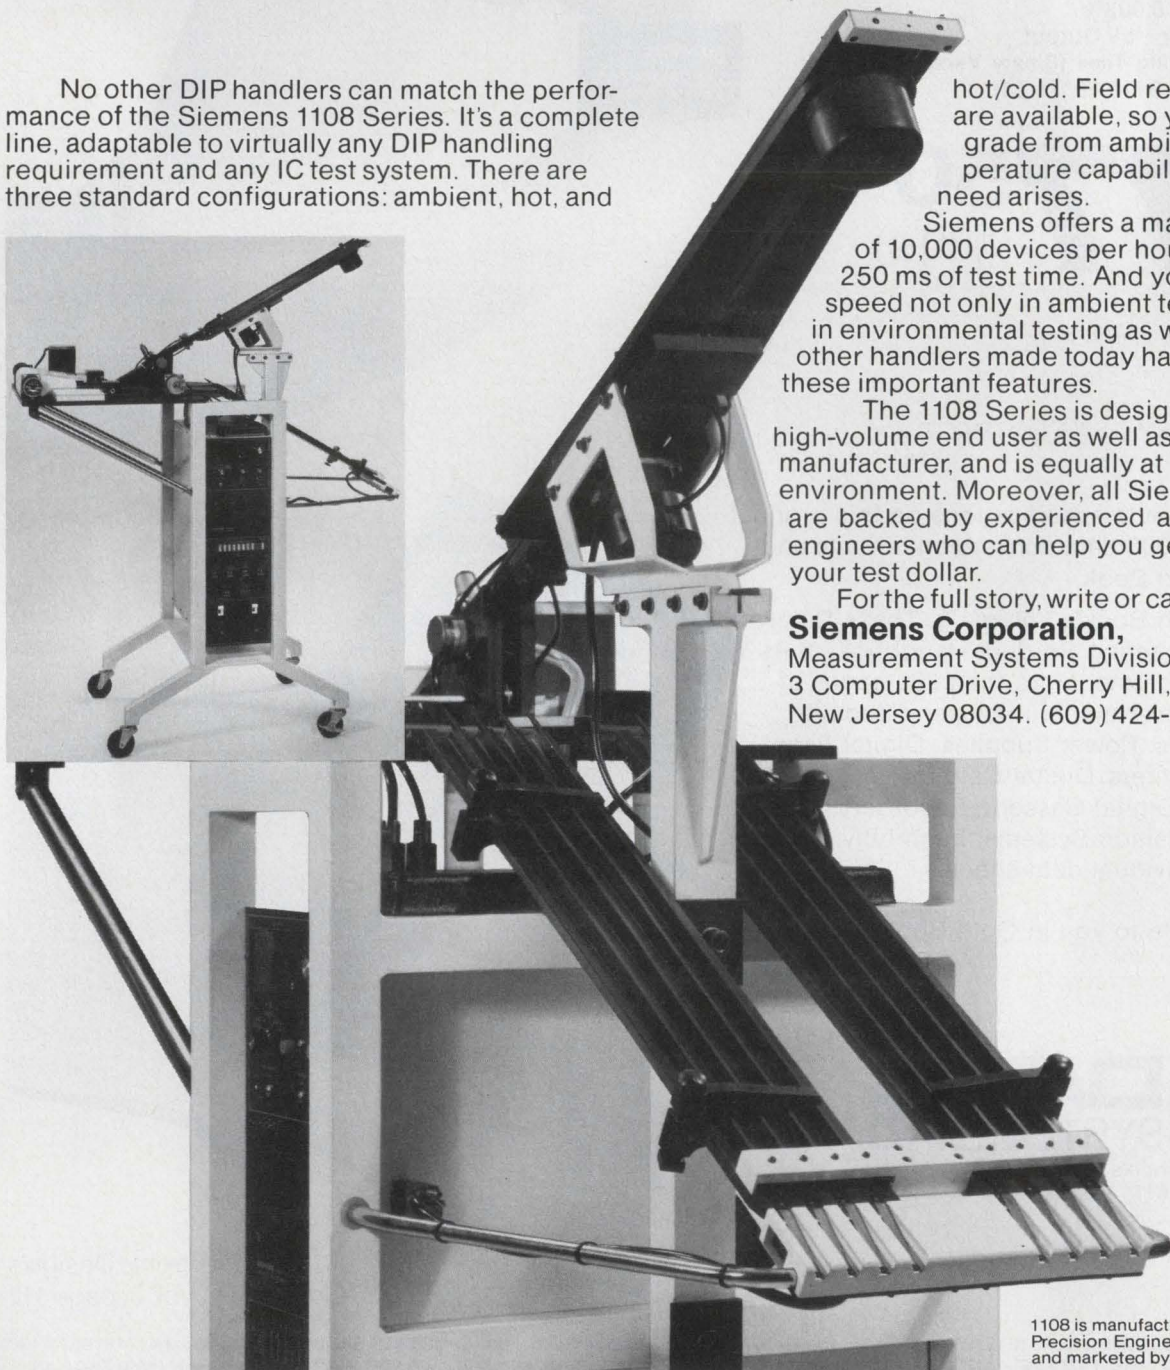 No other DIP handlers can match the perfor-
mance of the Siemens 1108 Series. It's a complete
line, adaptable to virtually any DIP handling
requirement and any IC test system. There are
three standard configurations: ambient, hot, and
hot/cold. Field re
are available, so y
grade from ambi
perature capabil
need arises.
Siemens offers a ma
of 10,000 devices per hou
250 ms of test time. And yo
speed not only in ambient te
in environmental testing as w
other handlers made today ha
these important features.
The 1108 Series is desig
high-volume end user as well as
manufacturer, and is equally at
environment. Moreover, all Sie
are backed by experienced a
engineers who can help you ge
your test dollar.
For the full story, write or ca
Siemens Corporation,
Measurement Systems Divisio
3 Computer Drive, Cherry Hill,
New Jersey 08034. (609) 424-
1108 is manufact
Precision Engine
and marketed by